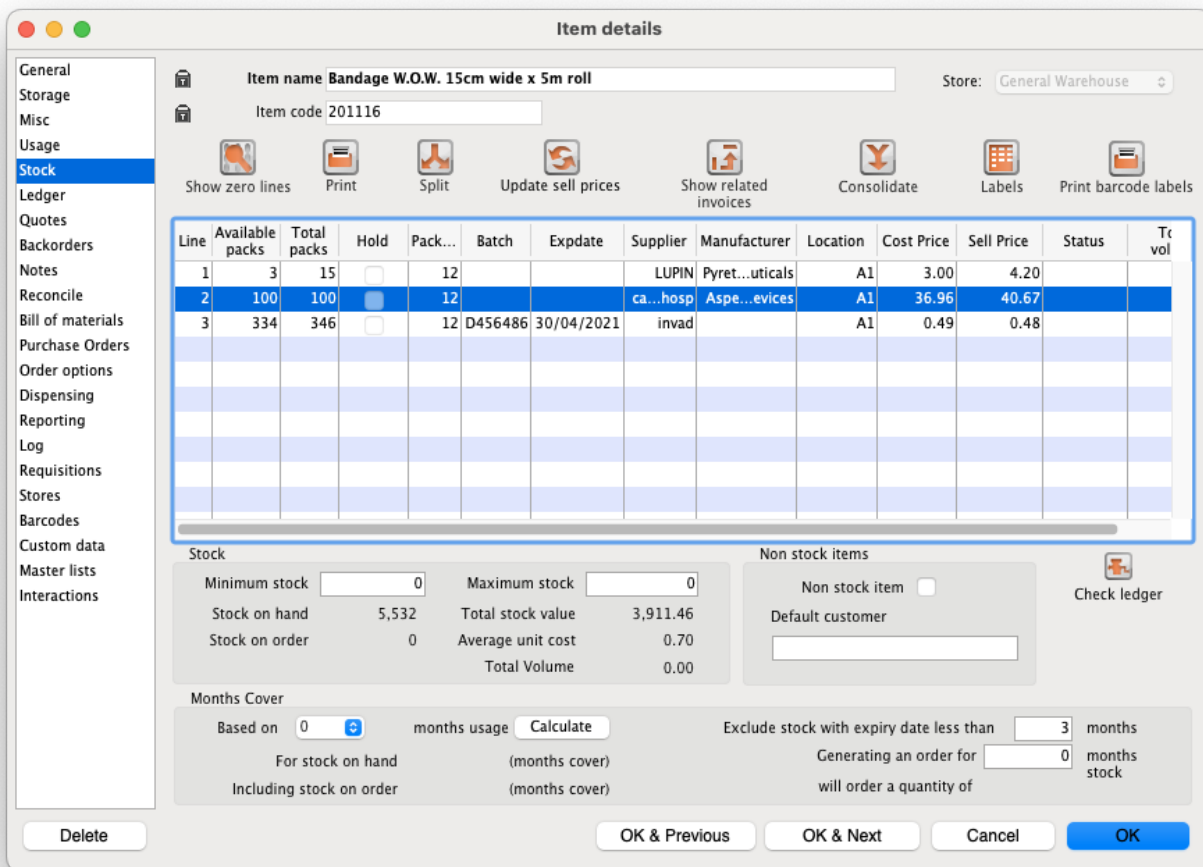 Item details
General
Storage
Misc
Usage
Stock
Ledger
Quotes
Backorders
Notes
Reconcile
Bill of materials
Purchase Orders
Order options
Dispensing
Reporting
Log
Requisitions
Stores
Barcodes
Custom data
Master lists
Interactions
Item name Bandage W.O.W. 15cm wide x 5m roll
Store: General Warehouse
Item code 201116
Show zero lines
Print
Split
Update sell prices
Show related invoices
Consolidate
Labels
Print barcode labels
Line Available packs Total packs Hold Pack... Batch Expdate Supplier Manufacturer Location Cost Price Sell Price Status To vol
1 3 15 12 LUPIN Pyret...uticals A1 3.00 4.20
2 100 100 12 ca...hosp Aspe...evices A1 36.96 40.67
3 334 346 12 D456486 30/04/2021 invad A1 0.49 0.48
Stock
Minimum stock 0 Maximum stock 0
Stock on hand 5,532 Total stock value 3,911.46
Stock on order 0 Average unit cost 0.70
Total Volume 0.00
Non stock items
Non stock item
Default customer
Check ledger
Months Cover
Based on 0 months usage Calculate
For stock on hand (months cover)
Including stock on order (months cover)
Exclude stock with expiry date less than 3 months
Generating an order for 0 months stock
will order a quantity of
Delete
OK & Previous
OK & Next
Cancel
OK